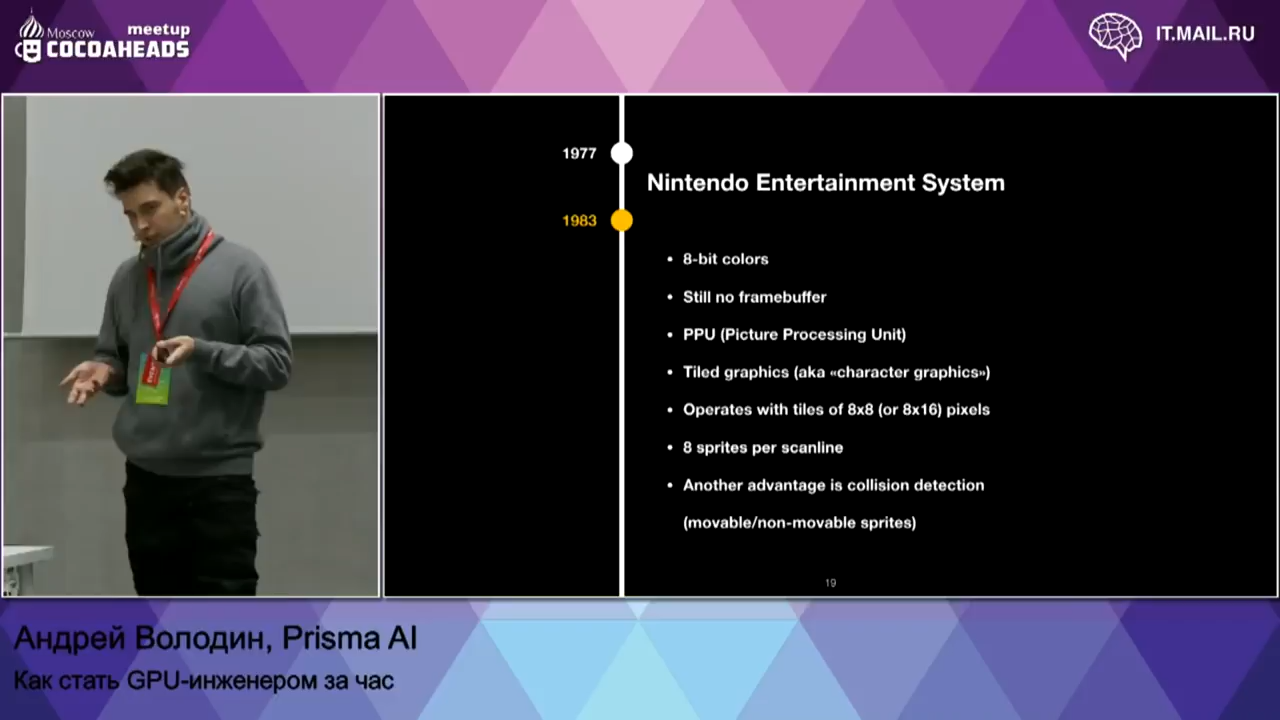 Moscow meetup
COCOAHEADS
IT.MAIL.RU
1977
Nintendo Entertainment System
1983
• 8-bit colors
• Still no framebuffer
• PPU (Picture Processing Unit)
• Tiled graphics (aka «character graphics»)
• Operates with tiles of 8x8 (or 8x16) pixels
• 8 sprites per scanline
• Another advantage is collision detection
(movable/non-movable sprites)
19
Андрей Володин, Prisma AI
Как стать GPU-инженером за час